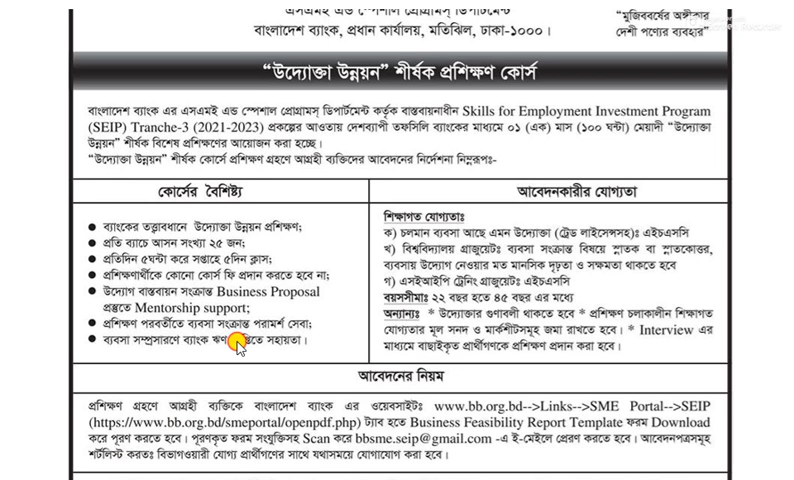 এসএমই এন্ড স্পেশাল প্রোগ্রামস্ ডিপার্টমেন্ট
বাংলাদেশ ব্যাংক, প্রধান কার্যালয়, মতিঝিল, ঢাকা-১০০০।
“মুজিববর্ষের অঙ্গীকার
দেশী পণ্যের ব্যবহার”
“উদ্যোক্তা উন্নয়ন” শীর্ষক প্রশিক্ষণ কোর্স
বাংলাদেশ ব্যাংক এর এসএমই এন্ড স্পেশাল প্রোগ্রামস্ ডিপার্টমেন্ট কর্তৃক বাস্তবায়নাধীন Skills for Employment Investment Program
(SEIP) Tranche-3 (2021-2023) প্রকল্পের আওতায় দেশব্যাপী তফসিলি ব্যাংকের মাধ্যমে ০১ (এক) মাস (১০০ ঘন্টা) মেয়াদী “উদ্যোক্তা
উন্নয়ন” শীর্ষক বিশেষ প্রশিক্ষণের আয়োজন করা হচ্ছে।
“উদ্যোক্তা উন্নয়ন” শীর্ষক কোর্সে প্রশিক্ষণ গ্রহণে আগ্রহী ব্যক্তিদের আবেদনের নির্দেশনা নিম্নরূপঃ-
কোর্সের বৈশিষ্ট্য
● ব্যাংকের তত্ত্বাবধানে উদ্যোক্তা উন্নয়ন প্রশিক্ষণ;
● প্রতি ব্যাচে আসন সংখ্যা ২৫ জন;
● প্রতিদিন ৫ঘন্টা করে সপ্তাহে ৫দিন ক্লাস;
● প্রশিক্ষণার্থীকে কোনো কোর্স ফি প্রদান করতে হবে না;
● উদ্যোগ বাস্তবায়ন সংক্রান্ত Business Proposal
প্রস্তুতে Mentorship support;
● প্রশিক্ষণ পরবর্তীতে ব্যবসা সংক্রান্ত পরামর্শ সেবা;
● ব্যবসা সম্প্রসারণে ব্যাংক ঋণ সহায়তা।
আবেদনকারীর যোগ্যতা
শিক্ষাগত যোগ্যতাঃ
ক) চলমান ব্যবসা আছে এমন উদ্যোক্তা (ট্রেড লাইসেন্সসহ)ঃ এইচএসসি
খ) বিশ্ববিদ্যালয় গ্রাজুয়েটঃ ব্যবসা সংক্রান্ত বিষয়ে স্নাতক বা স্নাতকোত্তর,
ব্যবসায় উদ্যোগ নেওয়ার মত মানসিক দৃঢ়তা ও সক্ষমতা থাকতে হবে
গ) এসইআইপি ট্রেনিং গ্রাজুয়েটঃ এইচএসসি
বয়সসীমাঃ ২২ বছর হতে ৪৫ বছর এর মধ্যে
অন্যান্যঃ * উদ্যোক্তার গুণাবলী থাকতে হবে * প্রশিক্ষণ চলাকালীন শিক্ষাগত
যোগ্যতার মূল সনদ ও মার্কশীটসমূহ জমা রাখতে হবে। * Interview এর
মাধ্যমে বাছাইকৃত প্রার্থীগণকে প্রশিক্ষণ প্রদান করা হবে।
আবেদনের নিয়ম
প্রশিক্ষণ গ্রহণে আগ্রহী ব্যক্তিকে বাংলাদেশ ব্যাংক এর ওয়েবসাইটঃ www.bb.org.bd-->Links-->SME Portal-->SEIP
(https://www.bb.org.bd/smeportal/openpdf.php) ট্যাব হতে Business Feasibility Report Template ফরম Download
করে পূরণ করতে হবে। পূরণকৃত ফরম সংযুক্তিসহ Scan করে bbsme.seip@gmail.com -এ ই-মেইলে প্রেরণ করতে হবে। আবেদনপত্রসমূহ
শর্টলিস্ট করতঃ বিভাগওয়ারী যোগ্য প্রার্থীগণের সাথে যথাসময়ে যোগাযোগ করা হবে।